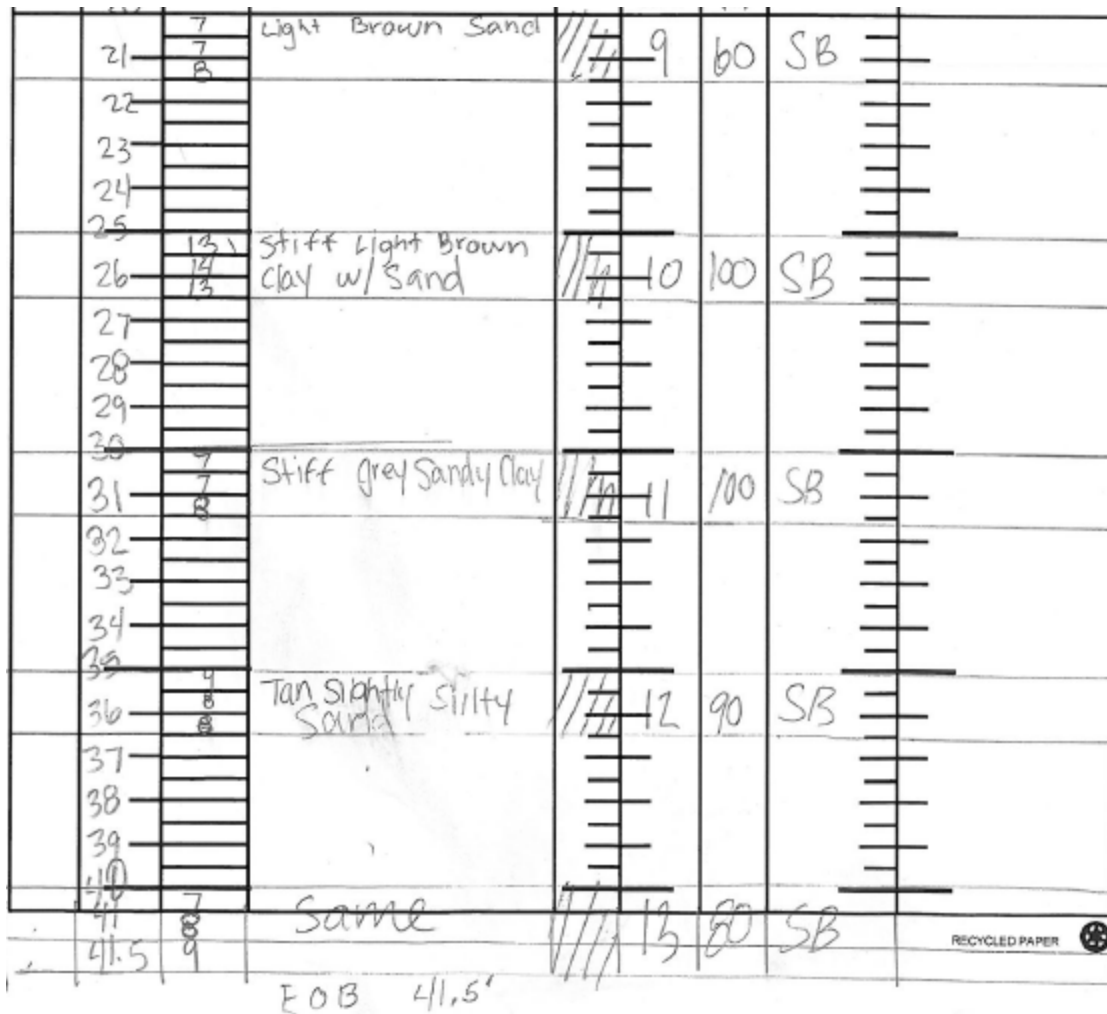 7 Light Brown Sand
21 7 9 60 SB
8
22
23
24
25
13 Stiff Light Brown
26 14 Clay w/ Sand 10 100 SB
13
27
28
29
30
9 Stiff grey Sandy Clay
31 7 11 100 SB
8
32
33
34
35
9 Tan Slightly Sillty
36 8 Sand 12 90 SB
8
37
38
39
40
7 Same
41 8 13 80 SB RECYCLED PAPER
41.5 9
EOB 41.5'